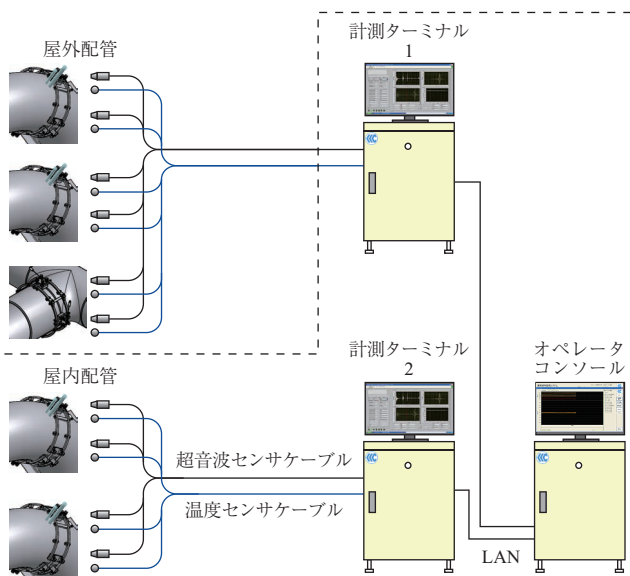 屋外配管
計測ターミナル
1
屋内配管
計測ターミナル
2
オペレータ
コンソール
超音波センサケーブル
温度センサケーブル
LAN